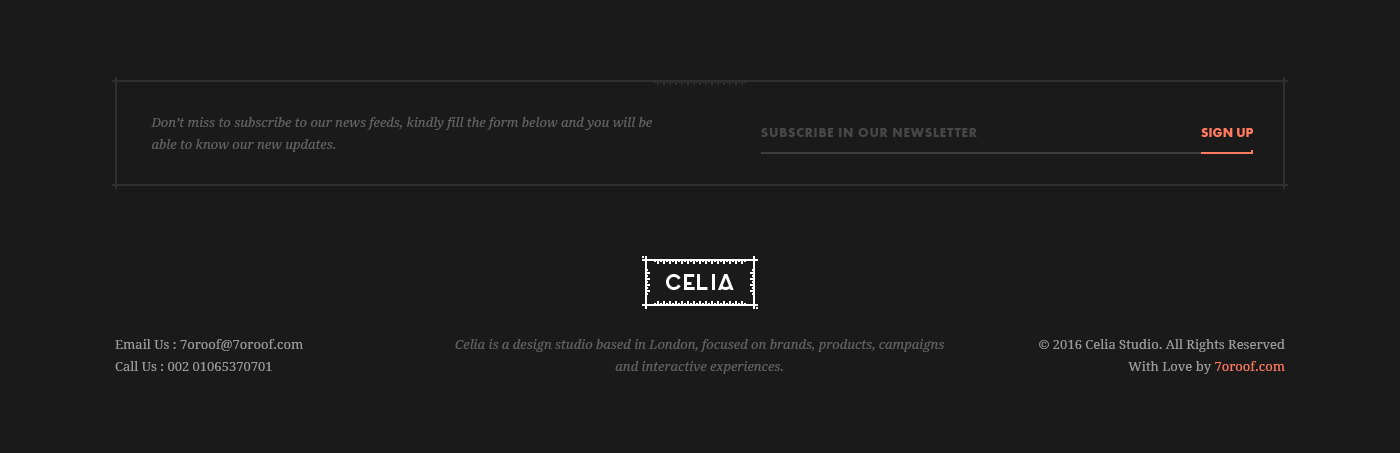 Don't miss to subscribe to our news feeds, kindly fill the form below and you will be
able to know our new updates.
SUBSCRIBE IN OUR NEWSLETTER
SIGN UP
CELIA
Email Us : 7oroof@7oroof.com
Call Us : 002 01065370701
Celia is a design studio based in London, focused on brands, products, campaigns
and interactive experiences.
© 2016 Celia Studio. All Rights Reserved
With Love by 7oroof.com